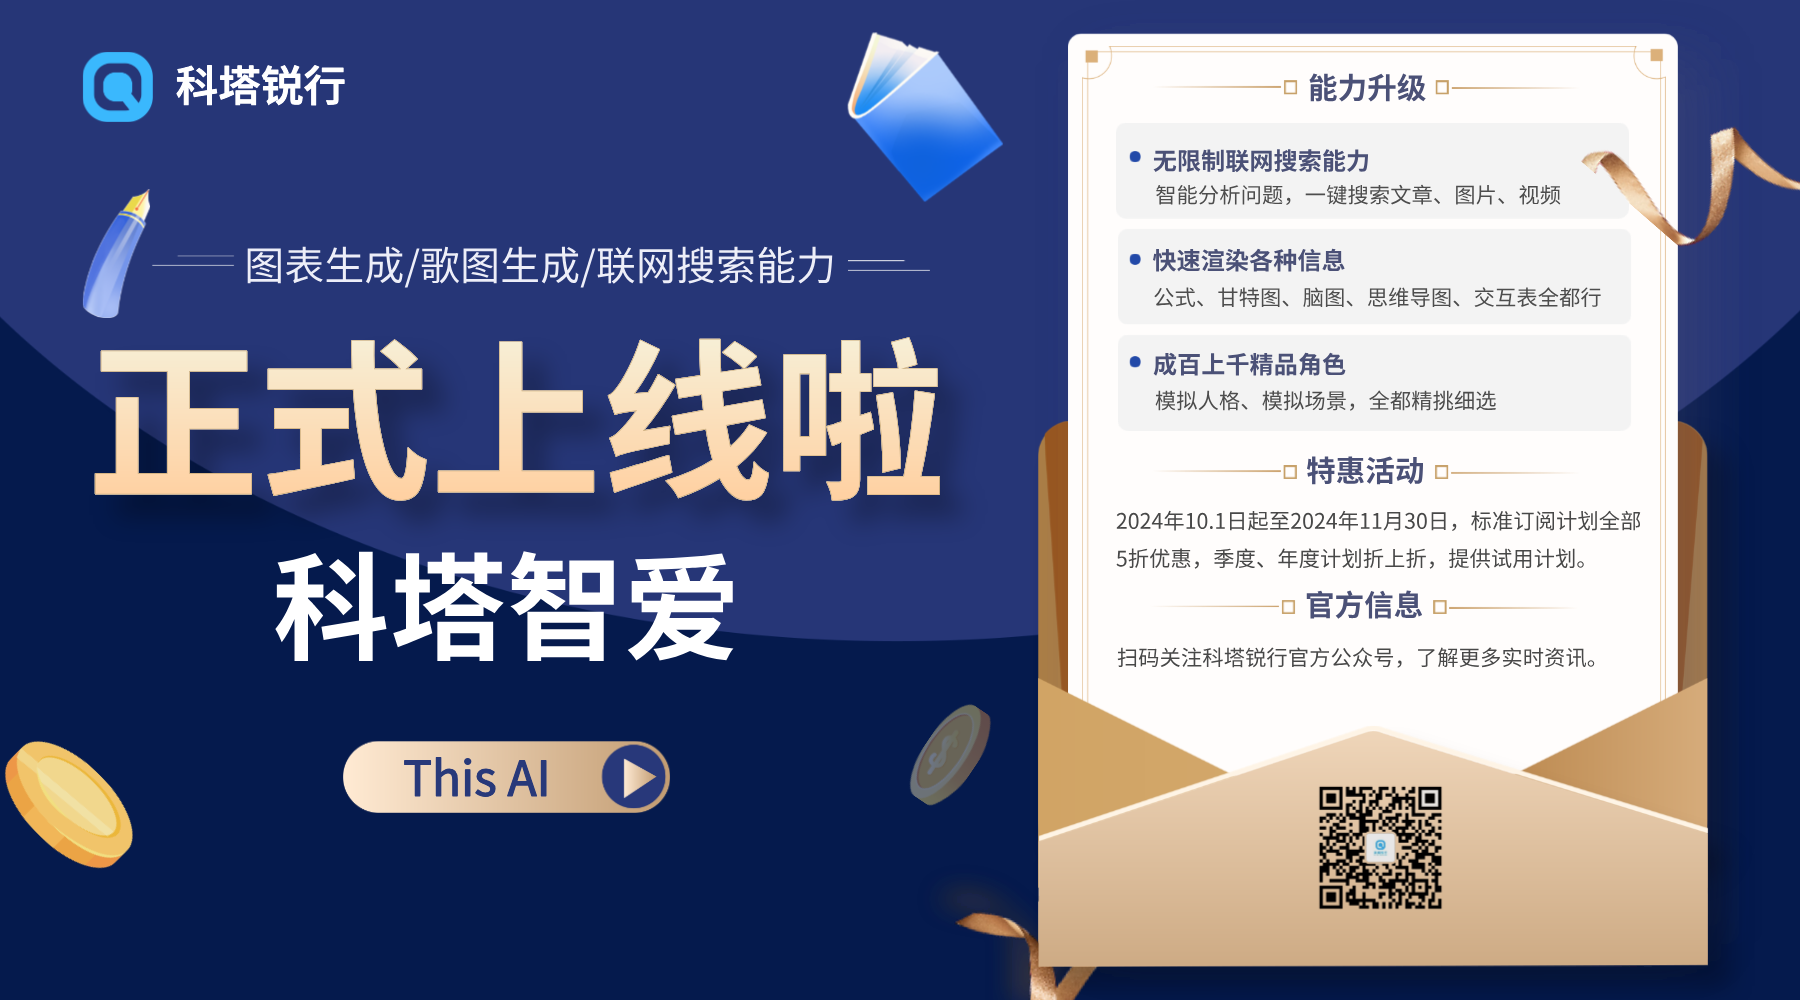 科塔锐行
图表生成/歌图生成/联网搜索能力
正式上线啦
科塔智爱
This AI
能力升级
无限制联网搜索能力
智能分析问题，一键搜索文章、图片、视频
快速渲染各种信息
公式、甘特图、脑图、思维导图、交互表全都行
成百上千精品角色
模拟人格、模拟场景，全都精挑细选
特惠活动
2024年10.1日起至2024年11月30日，标准订阅计划全部
5折优惠，季度、年度计划折上折，提供试用计划。
官方信息
扫码关注科塔锐行官方公众号，了解更多实时资讯。